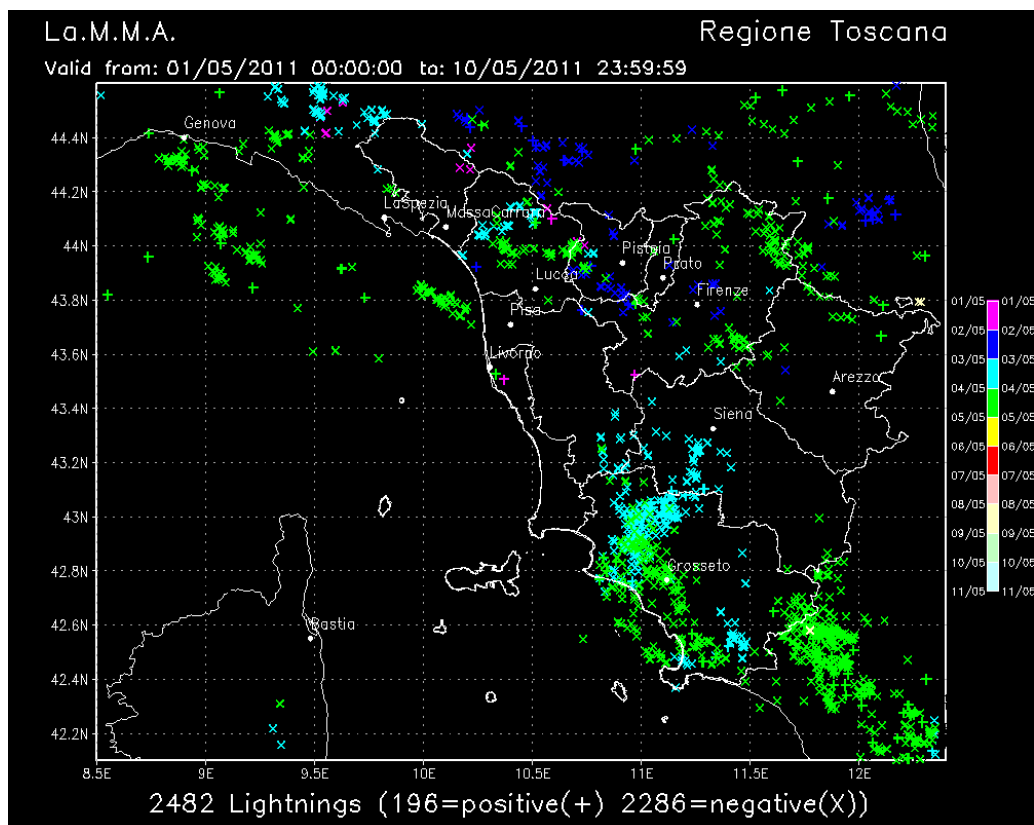 La.M.M.A. Regione Toscana
Valid from: 01/05/2011 00:00:00 to: 10/05/2011 23:59:59
44.4N
Genova
44.2N
LaSpezia
MassaCarrara
44N
Pistoia
Prato
Lucca
Firenze
43.8N
Pisa
43.6N
Livorno
Arezzo
43.4N
Siena
43.2N
43N
42.8N
Grosseto
42.6N
Bastia
42.4N
42.2N
8.5E 9E 9.5E 10E 10.5E 11E 11.5E 12E
01/05 01/05
02/05 02/05
03/05 03/05
04/05 04/05
05/05 05/05
06/05 06/05
07/05 07/05
08/05 08/05
09/05 09/05
10/05 10/05
11/05 11/05
2482 Lightnings (196=positive(+) 2286=negative(X))